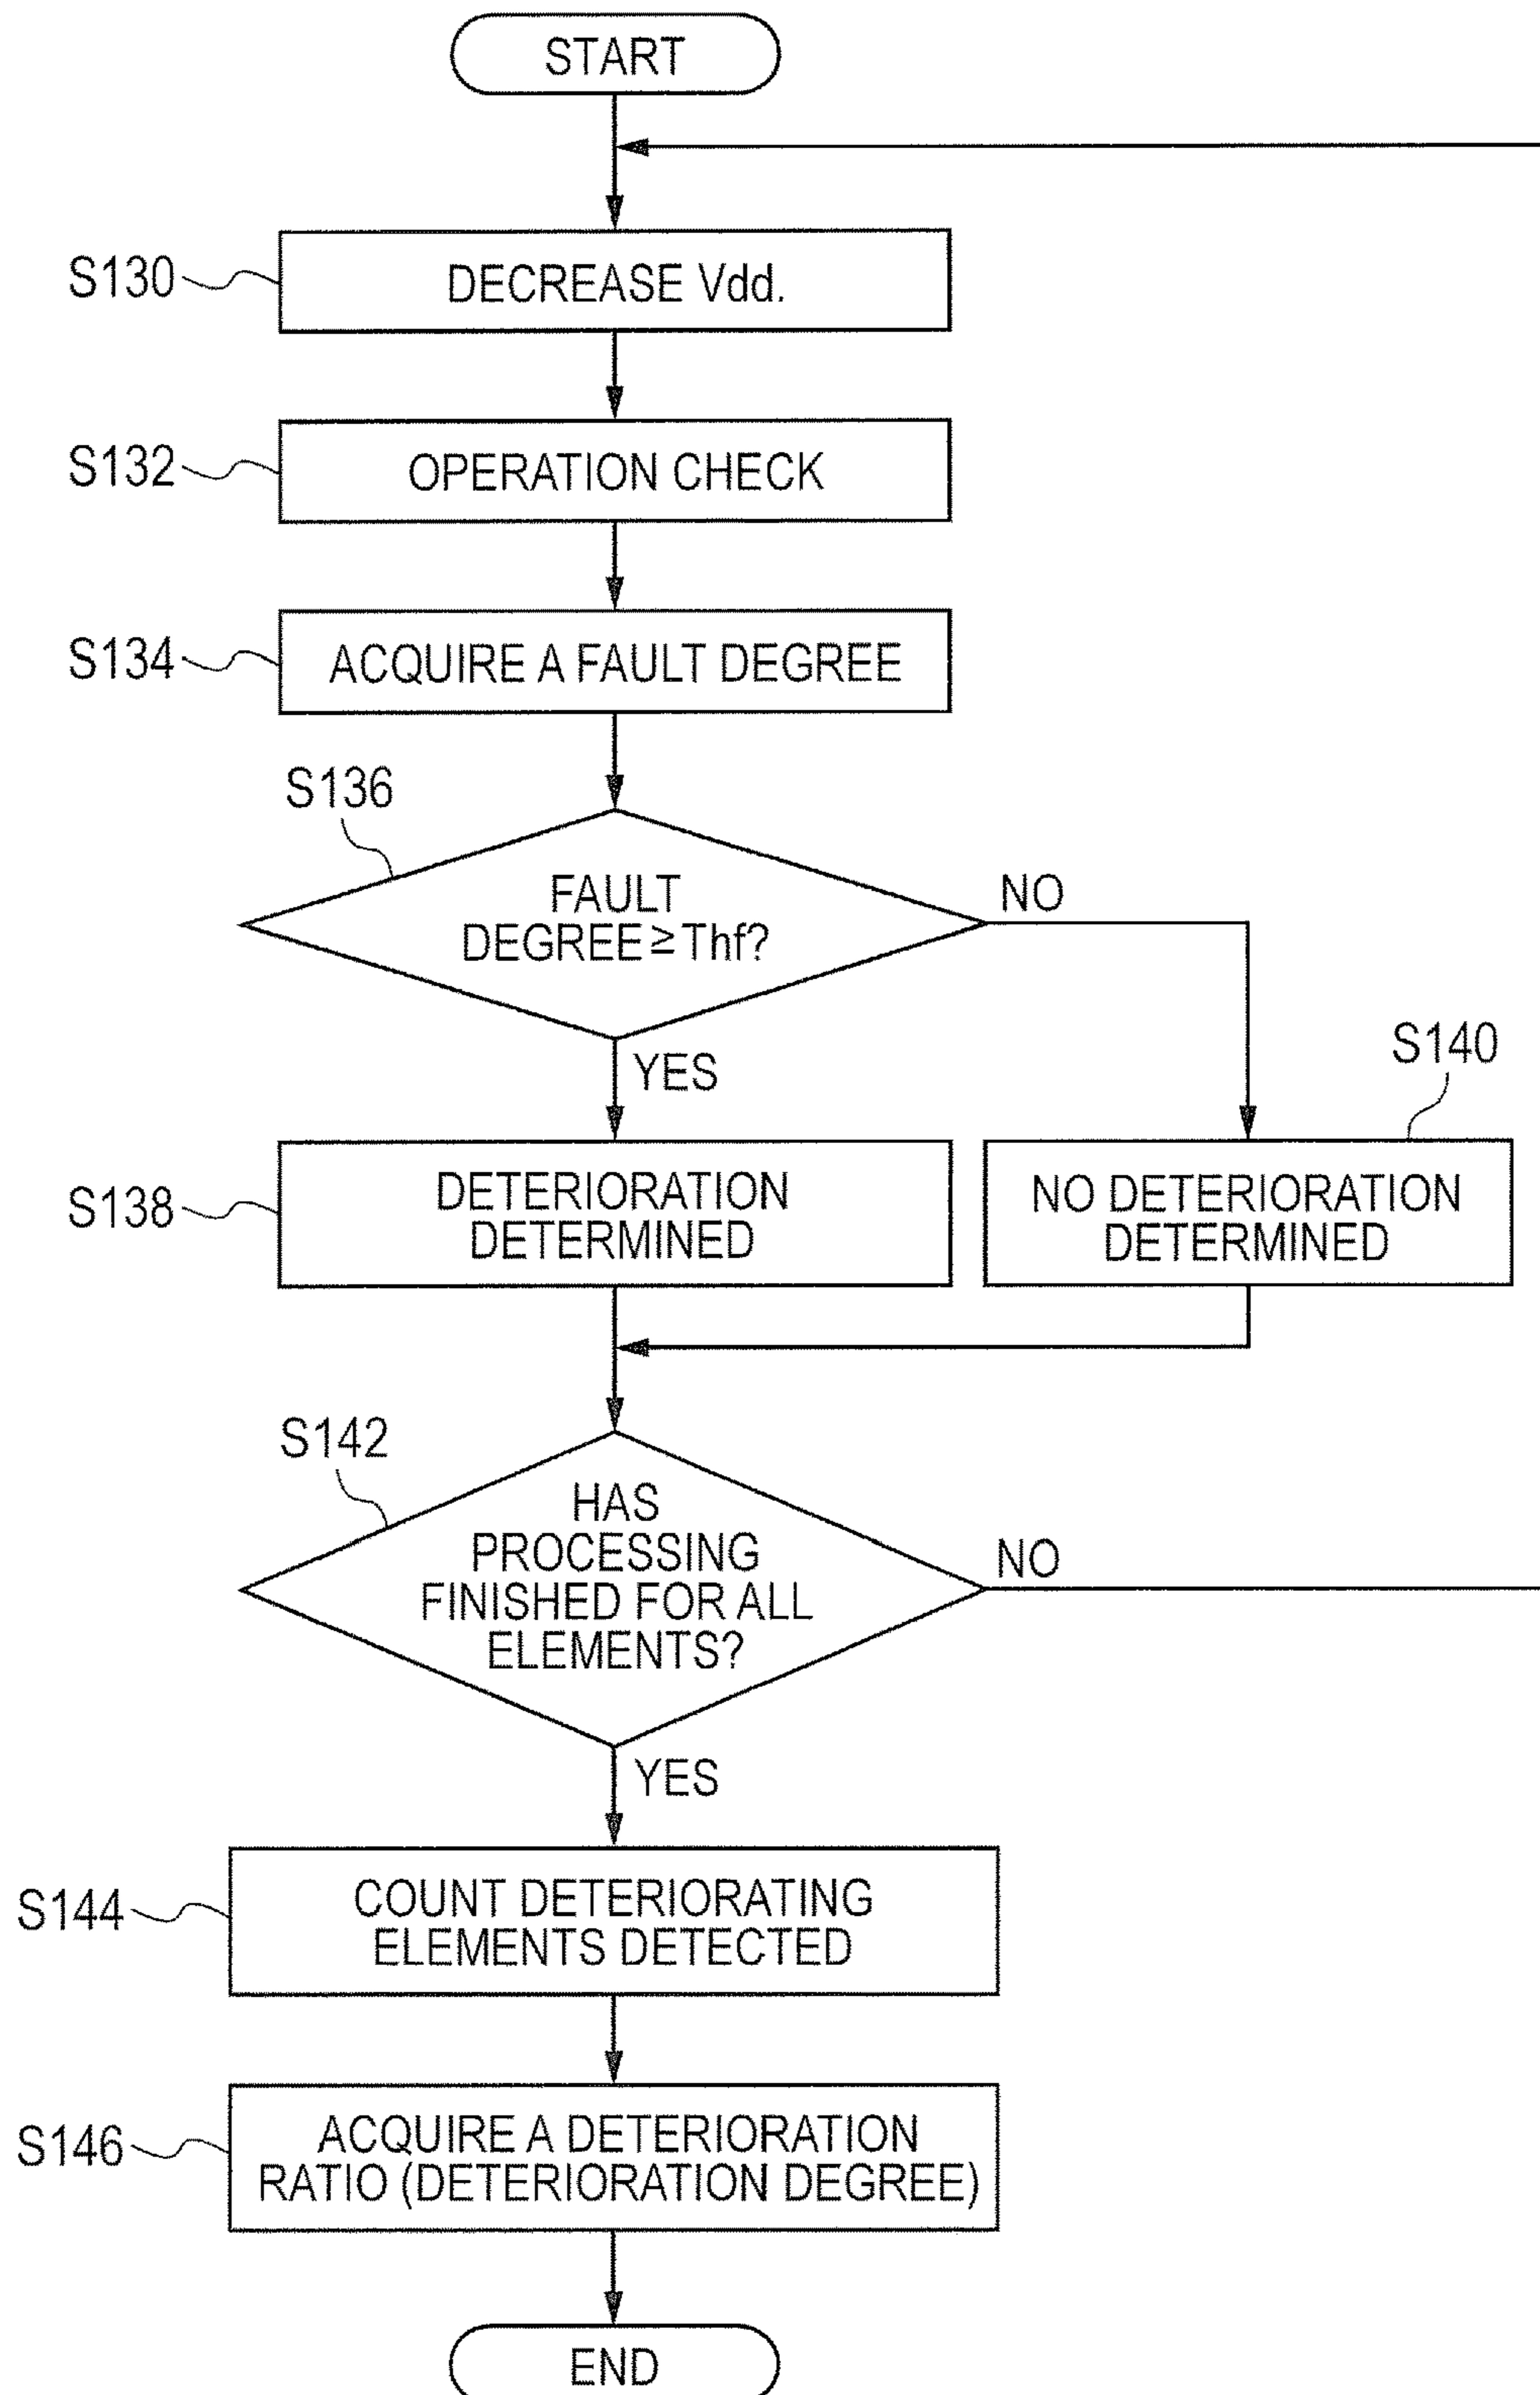 START
S130
DECREASE Vdd.
S132
OPERATION CHECK
S134
ACQUIRE A FAULT DEGREE
S136
FAULT
DEGREE ≧ Thf?
NO
YES
S140
S138
DETERIORATION
DETERMINED
NO DETERIORATION
DETERMINED
S142
HAS
PROCESSING
FINISHED FOR ALL
ELEMENTS?
NO
YES
S144
COUNT DETERIORATING
ELEMENTS DETECTED
S146
ACQUIRE A DETERIORATION
RATIO (DETERIORATION DEGREE)
END